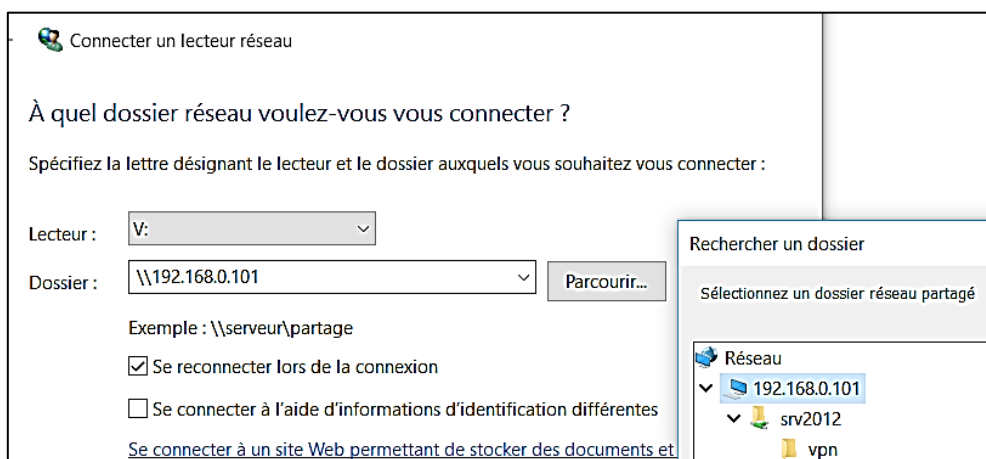 Connecter un lecteur réseau
À quel dossier réseau voulez-vous vous connecter ?
Spécifiez la lettre désignant le lecteur et le dossier auxquels vous souhaitez vous connecter :
Lecteur : V:
Dossier : \\192.168.0.101 Parcourir...
Exemple : \\serveur\partage
Se reconnecter lors de la connexion
Se connecter à l'aide d'informations d'identification différentes
Se connecter à un site Web permettant de stocker des documents et
Rechercher un dossier
Sélectionnez un dossier réseau partagé
Réseau
192.168.0.101
srv2012
vpn